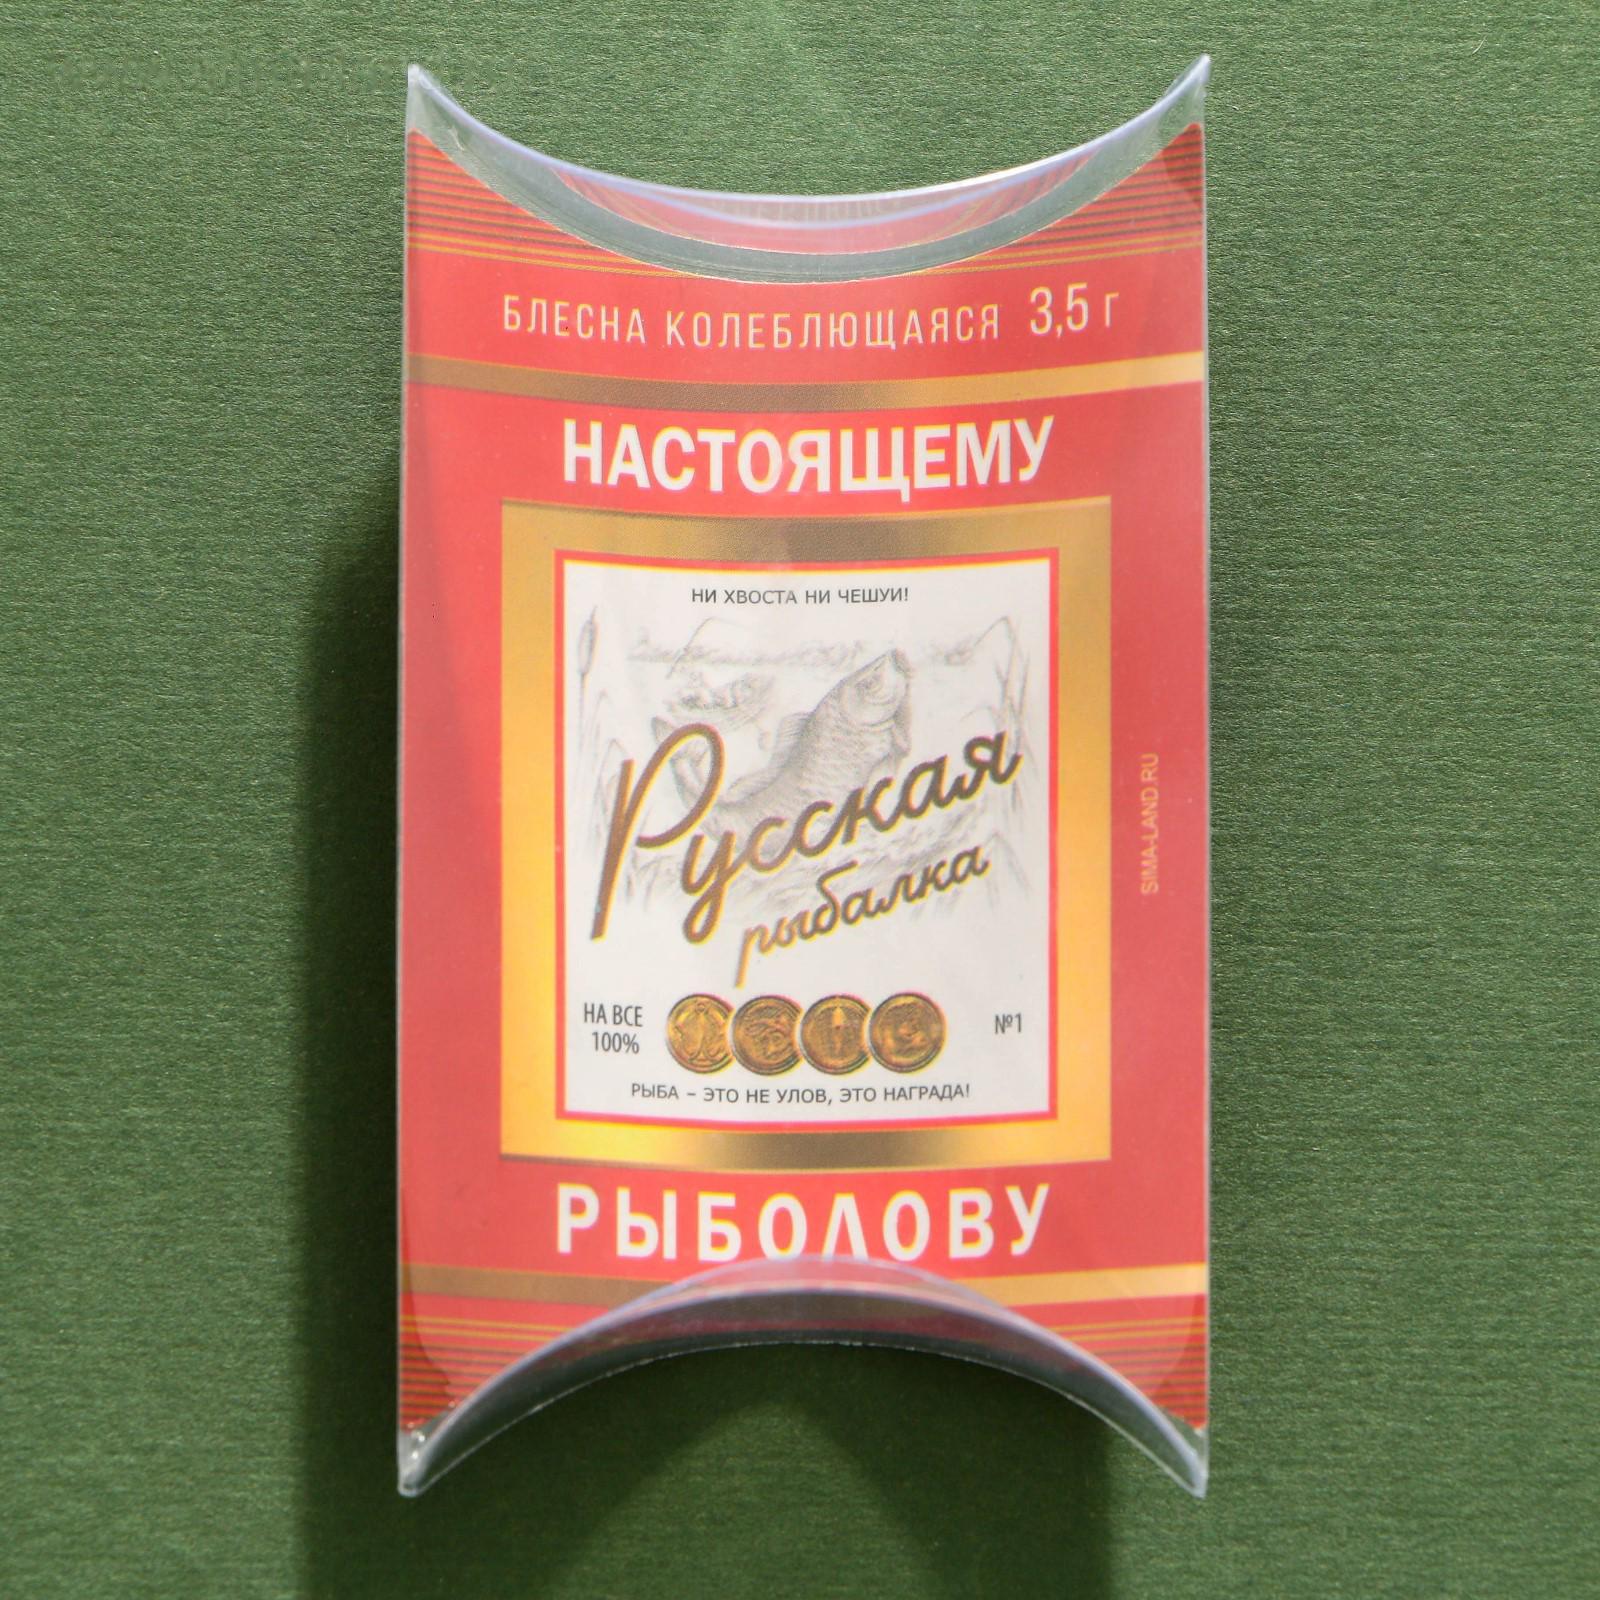 БЛЕСНА КОЛЕБЛЮЩАЯСЯ 3,5 г
НАСТОЯЩЕМУ
НИ ХВОСТА НИ ЧЕШУИ!
Русская
рыбалка
НА ВСЕ
100%
№1
РЫБА – ЭТО НЕ УЛОВ, ЭТО НАГРАДА!
SIMA-LAND.RU
РЫБОЛОВУ